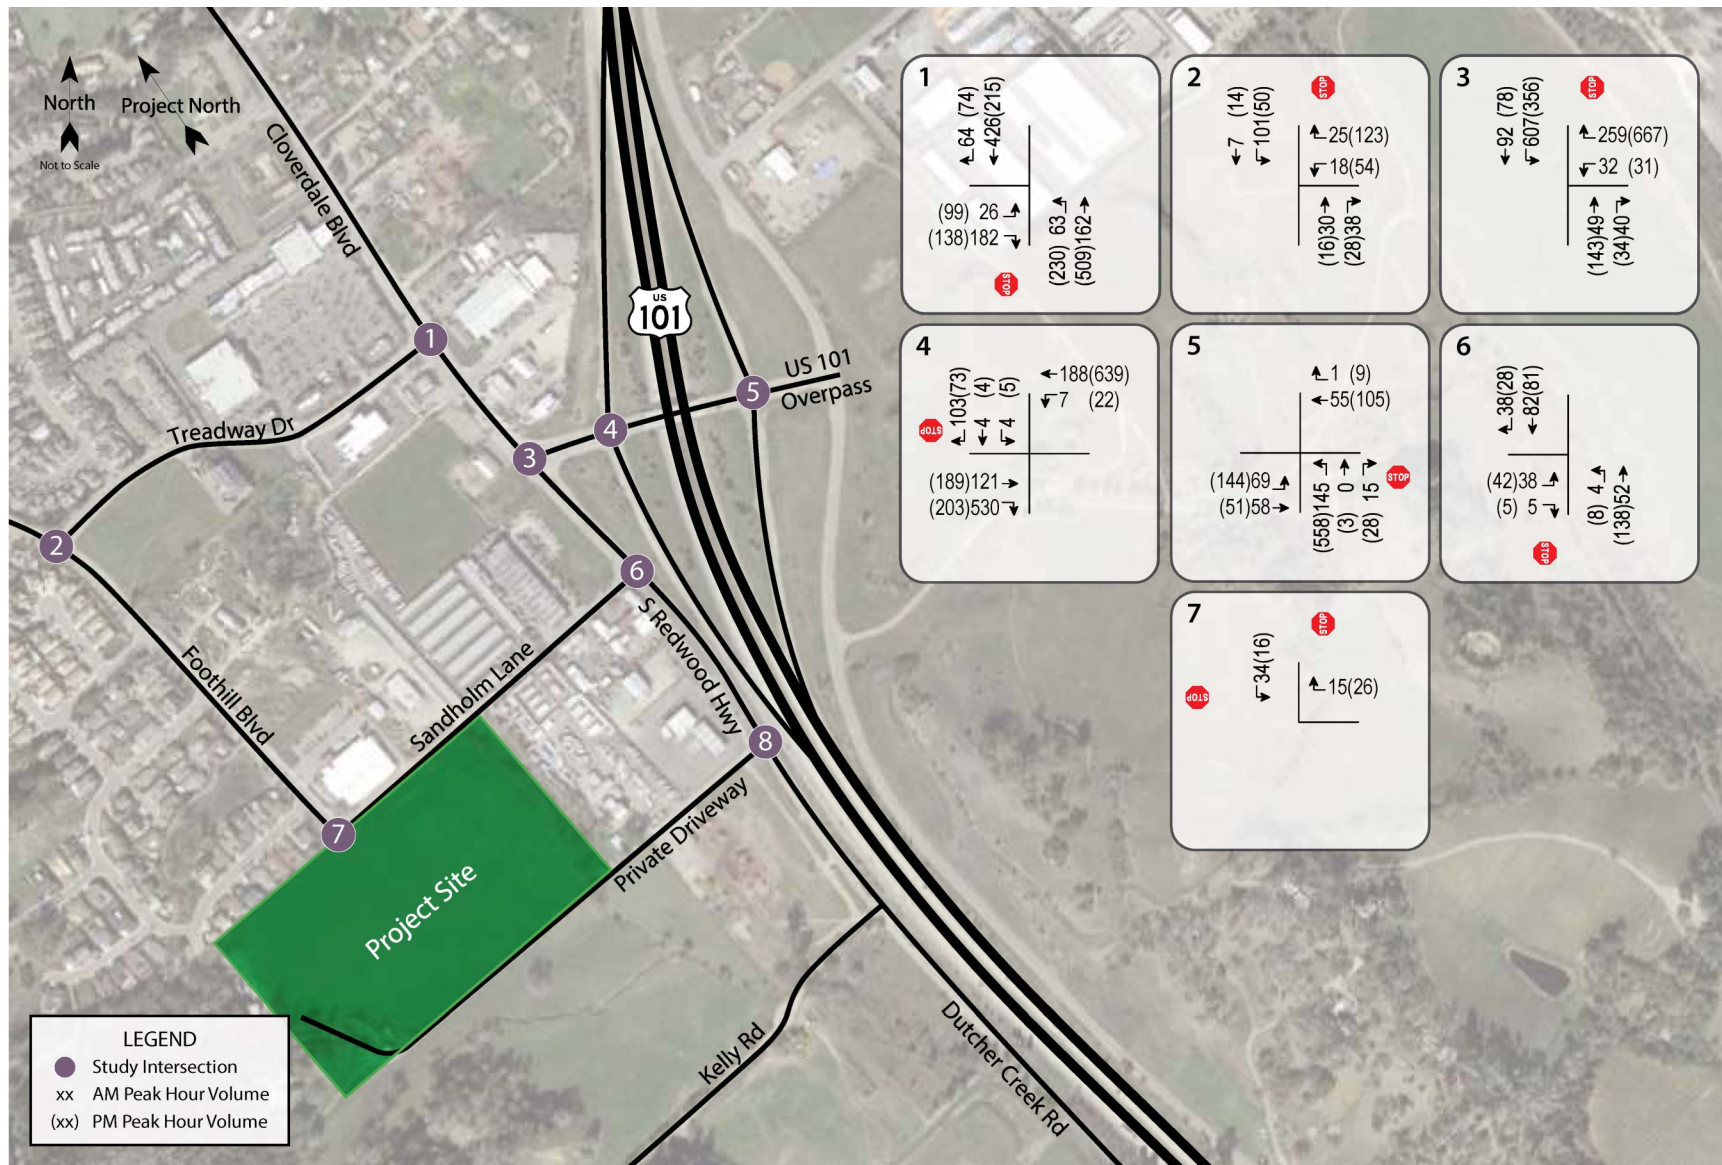 North
Project North
Not to Scale
Cloverdale Blvd
US
101
US 101
Overpass
1
2
3
4
5
6
7
8
Treadway Dr
Foothill Blvd
Sandholm Lane
S Redwood Hwy
Private Driveway
Project Site
Kelly Rd
Dutcher Creek Rd
LEGEND
Study Intersection
xx AM Peak Hour Volume
(xx) PM Peak Hour Volume
1
64 (74)
426(215)
(99) 26
(138)182
(230) 63
(509)162
STOP
2
STOP
7 (14)
101(50)
25(123)
18(54)
(16)30
(28)38
3
STOP
92 (78)
607(356)
259(667)
32 (31)
(143)49
(34)40
4
STOP
103(73)
4 (4)
4 (5)
188(639)
7 (22)
(189)121
(203)530
5
1 (9)
55(105)
(144)69
(51)58
(558)145
(3) 0
(28) 15
STOP
6
38(28)
82(81)
(42)38
(5) 5
(8) 4
(138)52
STOP
7
STOP
STOP
34(16)
15(26)